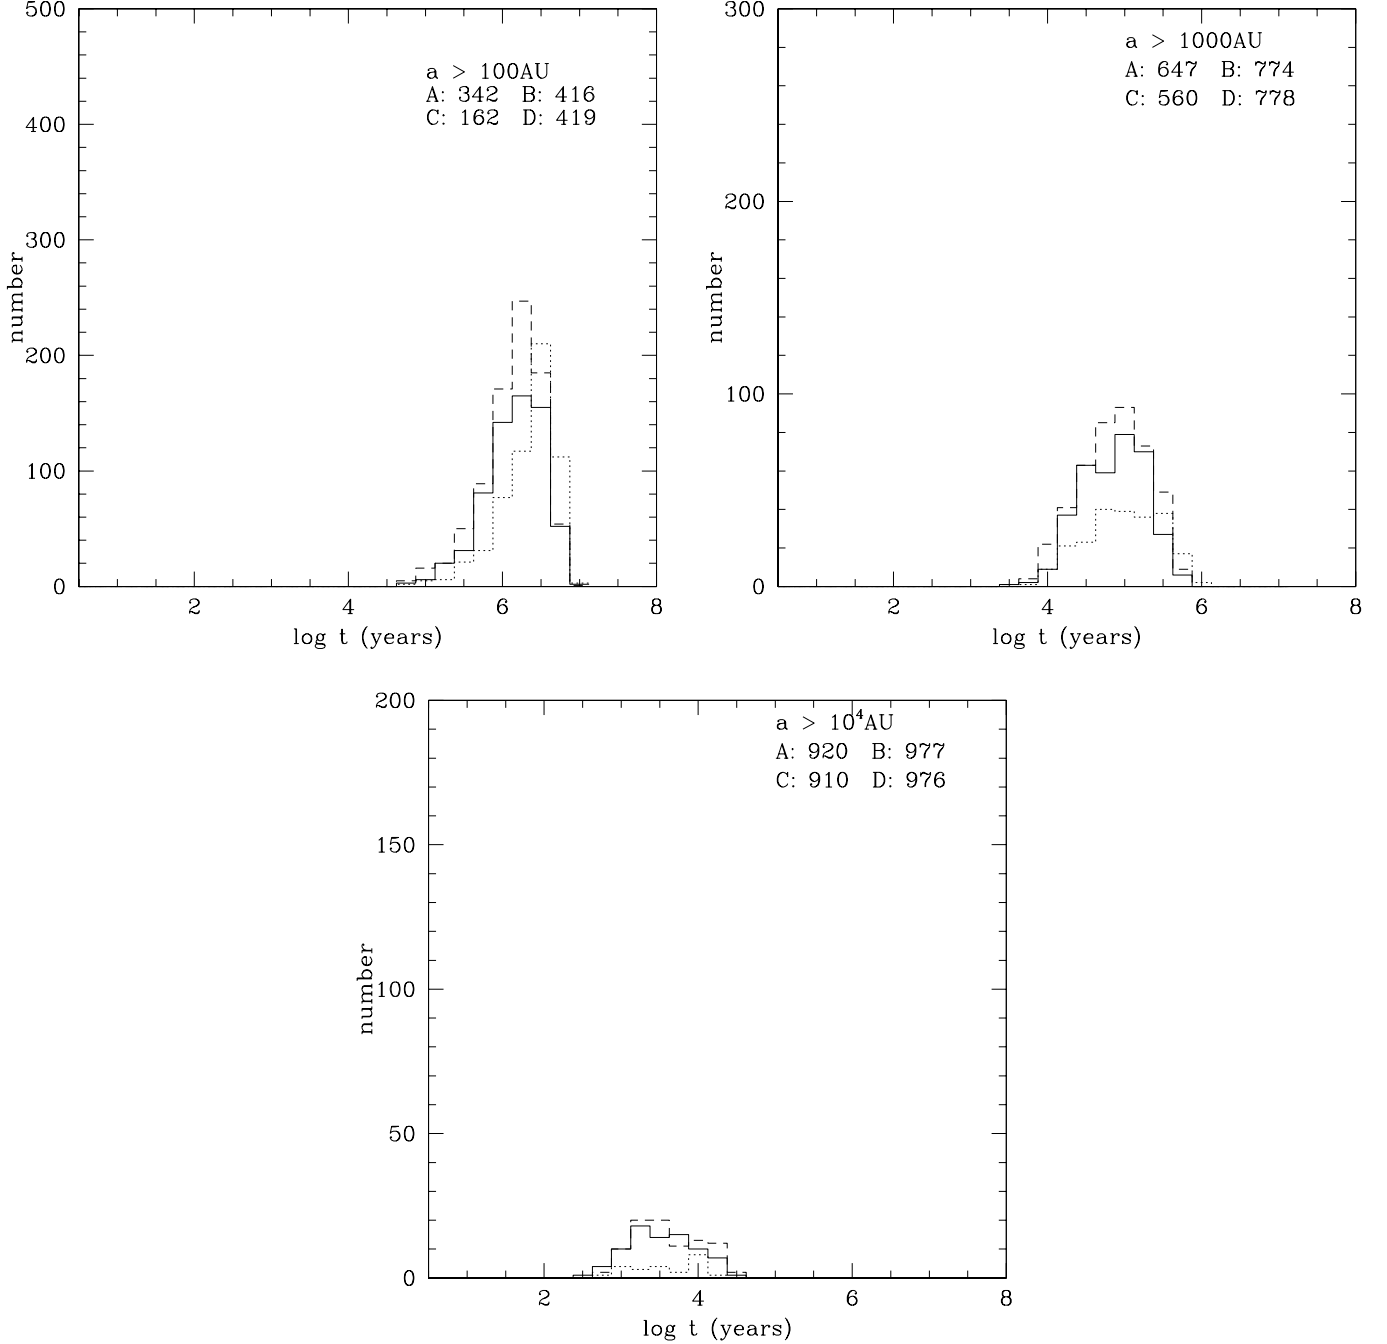 500
400
300
200
100
0
number
2 4 6 8
log t (years)
a > 100AU
A: 342 B: 416
C: 162 D: 419
300
200
100
0
number
2 4 6 8
log t (years)
a > 1000AU
A: 647 B: 774
C: 560 D: 778
200
150
100
50
0
number
2 4 6 8
log t (years)
a > 10⁴AU
A: 920 B: 977
C: 910 D: 976